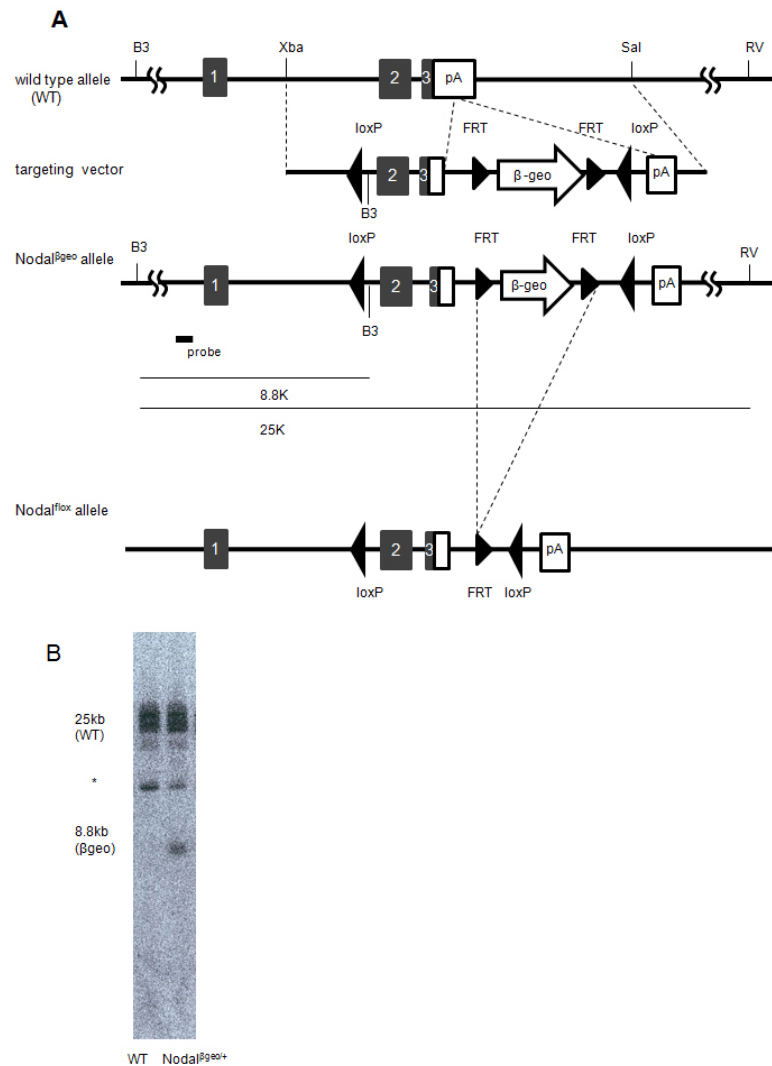 A
B3 Xba Sal RV
wild type allele
(WT)
1 2 3 pA
loxP FRT FRT loxP
targeting vector
2 3 β-geo pA
B3
Nodalβgeo allele
B3 loxP FRT FRT loxP RV
1 2 3 β-geo pA
B3
probe
8.8K
25K
Nodalflox allele
1 2 3 pA
loxP FRT loxP
B
25kb
(WT)
*
8.8kb
(βgeo)
WT Nodalβgeo/+